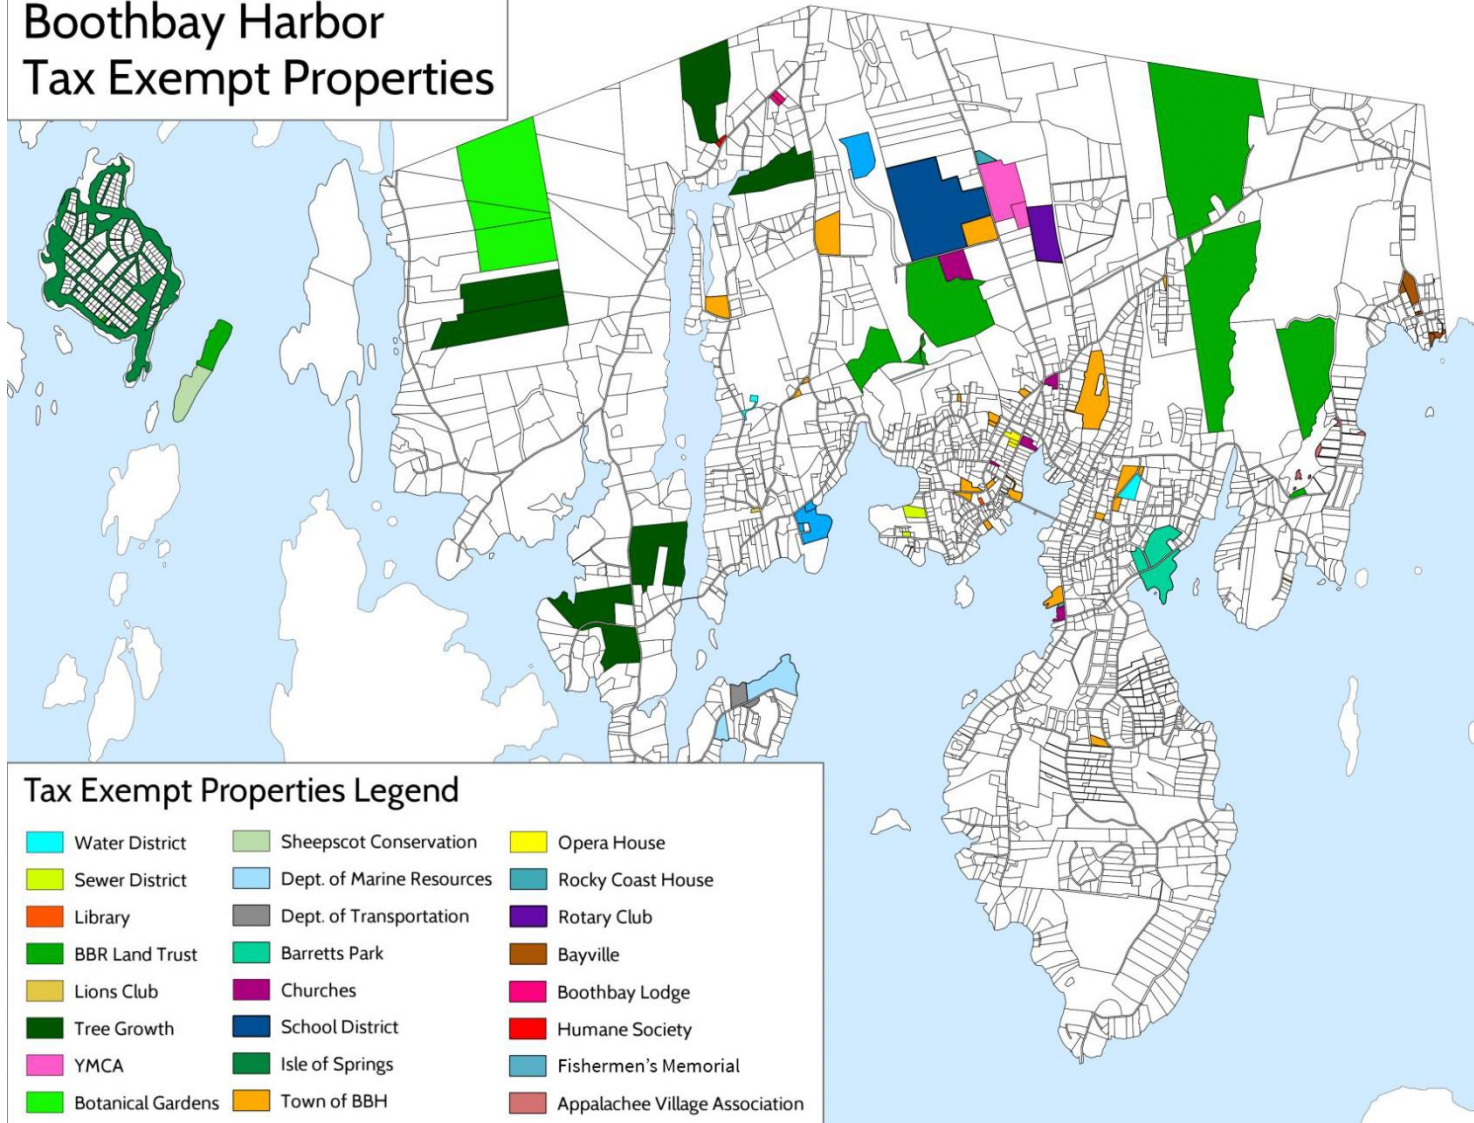 Boothbay Harbor
Tax Exempt Properties
Tax Exempt Properties Legend
Water District
Sewer District
Library
BBR Land Trust
Lions Club
Tree Growth
YMCA
Botanical Gardens
Sheepscot Conservation
Dept. of Marine Resources
Dept. of Transportation
Barretts Park
Churches
School District
Isle of Springs
Town of BBH
Opera House
Rocky Coast House
Rotary Club
Bayville
Boothbay Lodge
Humane Society
Fishermen's Memorial
Appalachee Village Association